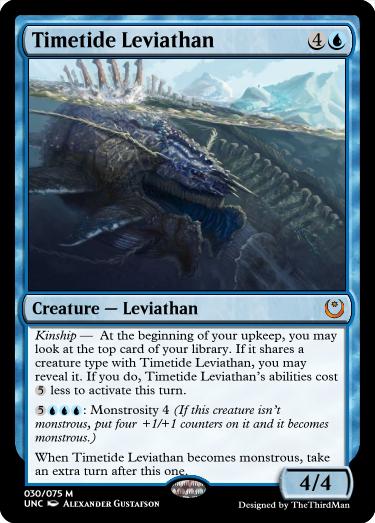 Timetide Leviathan 4
Creature — Leviathan
Kinship — At the beginning of your upkeep, you may
look at the top card of your library. If it shares a
creature type with Timetide Leviathan, you may
reveal it. If you do, Timetide Leviathan's abilities cost
5 less to activate this turn.
5 : Monstrosity 4 (If this creature isn't
monstrous, put four +1/+1 counters on it and it becomes
monstrous.)
When Timetide Leviathan becomes monstrous, take
an extra turn after this one.
4/4
030/075 M
UNC ALEXANDER GUSTAFSON Designed by TheThirdMan